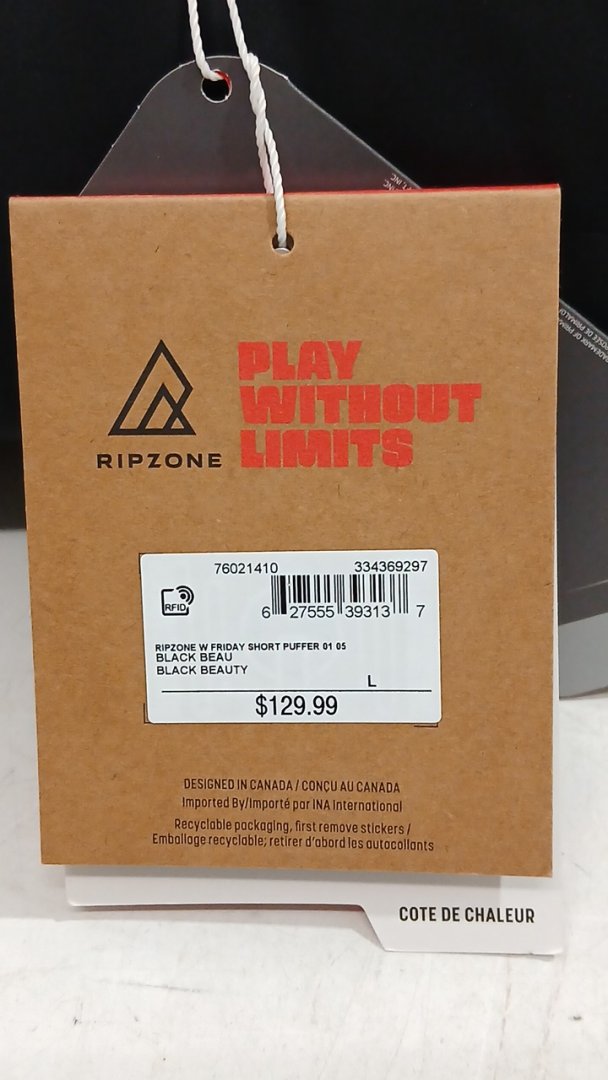 RIPZONE
PLAY
WITHOUT
LIMITS
76021410 334369297
RFID
6 27555 39313 7
RIPZONE W FRIDAY SHORT PUFFER 01 05
BLACK BEAU
BLACK BEAUTY
L
$129.99
DESIGNED IN CANADA / CONÇU AU CANADA
Imported By/Importé par INA International
Recyclable packaging, first remove stickers /
Emballage recyclable; retirer d'abord les autocollants
COTE DE CHALEUR